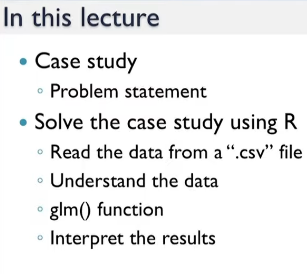 In this lecture
• Case study
◦ Problem statement
• Solve the case study using R
◦ Read the data from a “.csv” file
◦ Understand the data
◦ glm() function
◦ Interpret the results